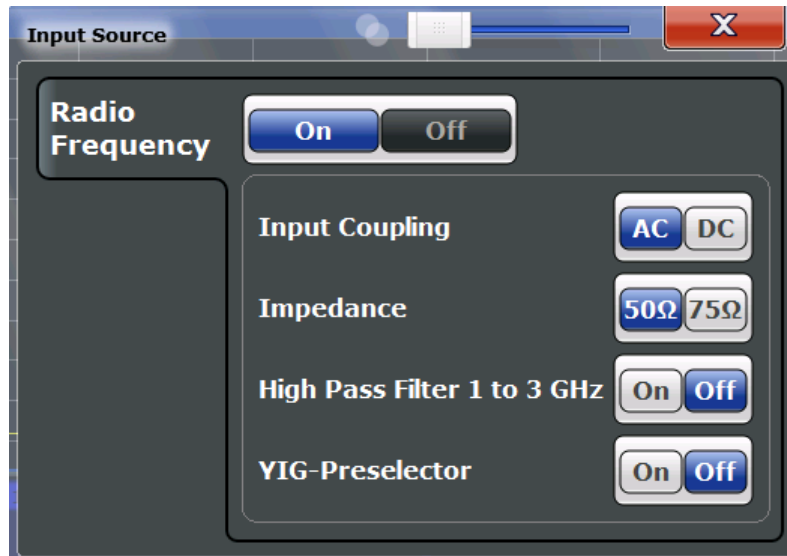 Input Source
X
Radio
Frequency
On Off
Input Coupling
AC DC
Impedance
50Ω 75Ω
High Pass Filter 1 to 3 GHz
On Off
YIG-Preselector
On Off